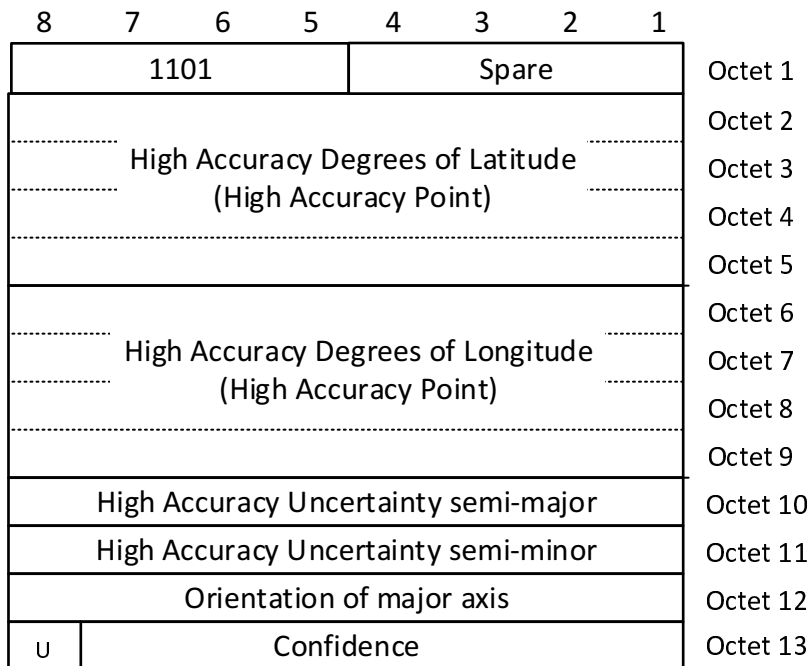 8 7 6 5 4 3 2 1
1101 Spare Octet 1
Octet 2
High Accuracy Degrees of Latitude Octet 3
(High Accuracy Point) Octet 4
Octet 5
Octet 6
High Accuracy Degrees of Longitude Octet 7
(High Accuracy Point) Octet 8
Octet 9
High Accuracy Uncertainty semi-major Octet 10
High Accuracy Uncertainty semi-minor Octet 11
Orientation of major axis Octet 12
U Confidence Octet 13